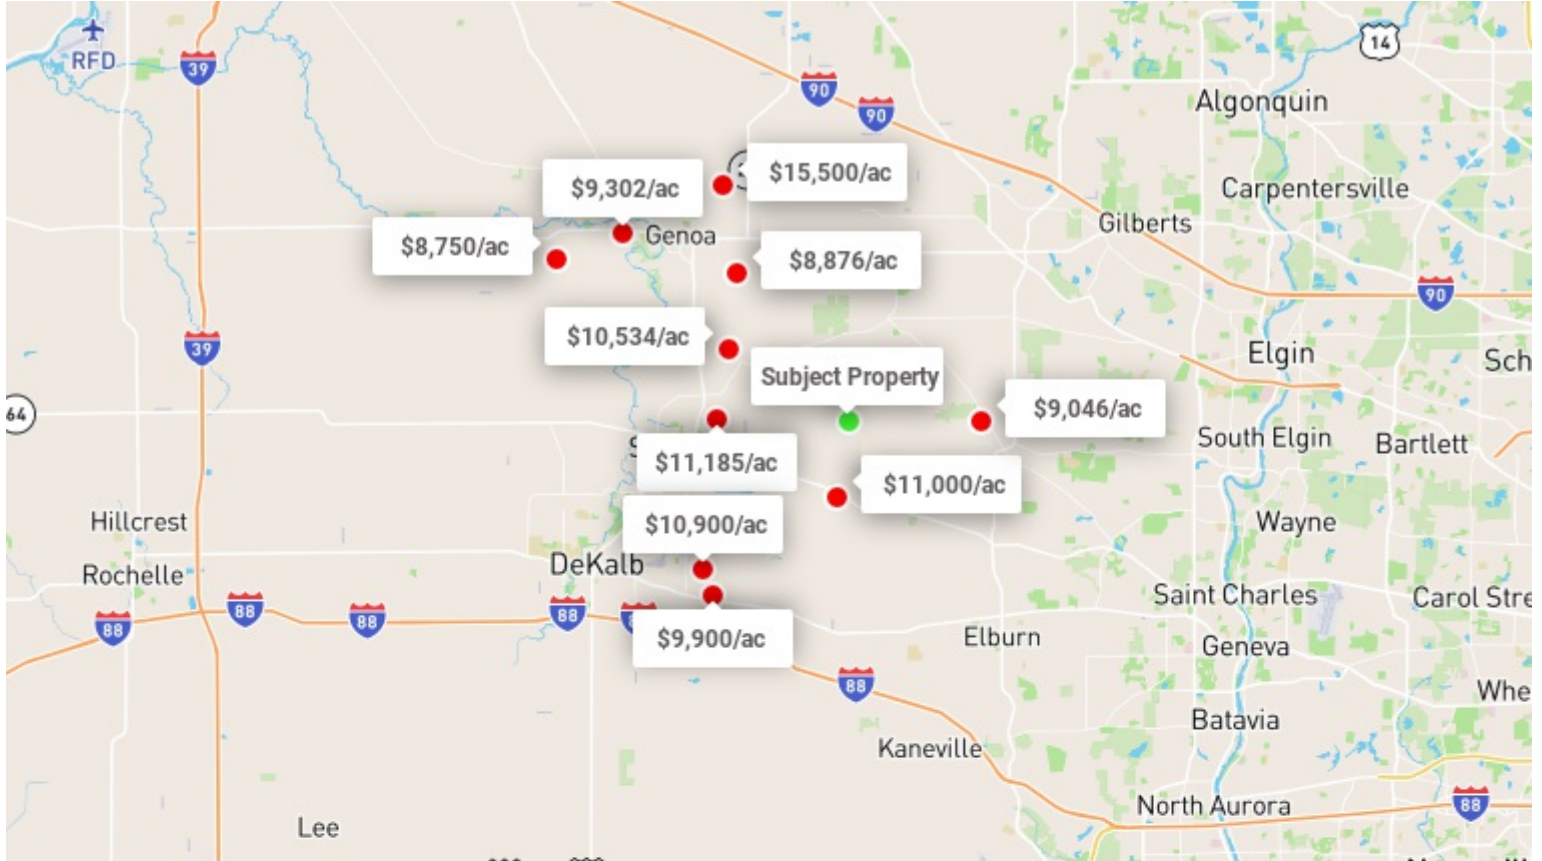 RFD
39
90
90
14
Algonquin
$15,500/ac
$9,302/ac
Carpentersville
Gilberts
Genoa
$8,750/ac
$8,876/ac
90
$10,534/ac
39
Elgin
Sch
Subject Property
64
$9,046/ac
South Elgin
Bartlett
S
$11,185/ac
$11,000/ac
$10,900/ac
Hillcrest
Wayne
DeKalb
Rochelle
Saint Charles
Carol Stre
88
88
88
88
$9,900/ac
Elburn
Geneva
88
Whe
Batavia
Kaneville
North Aurora
88
Lee